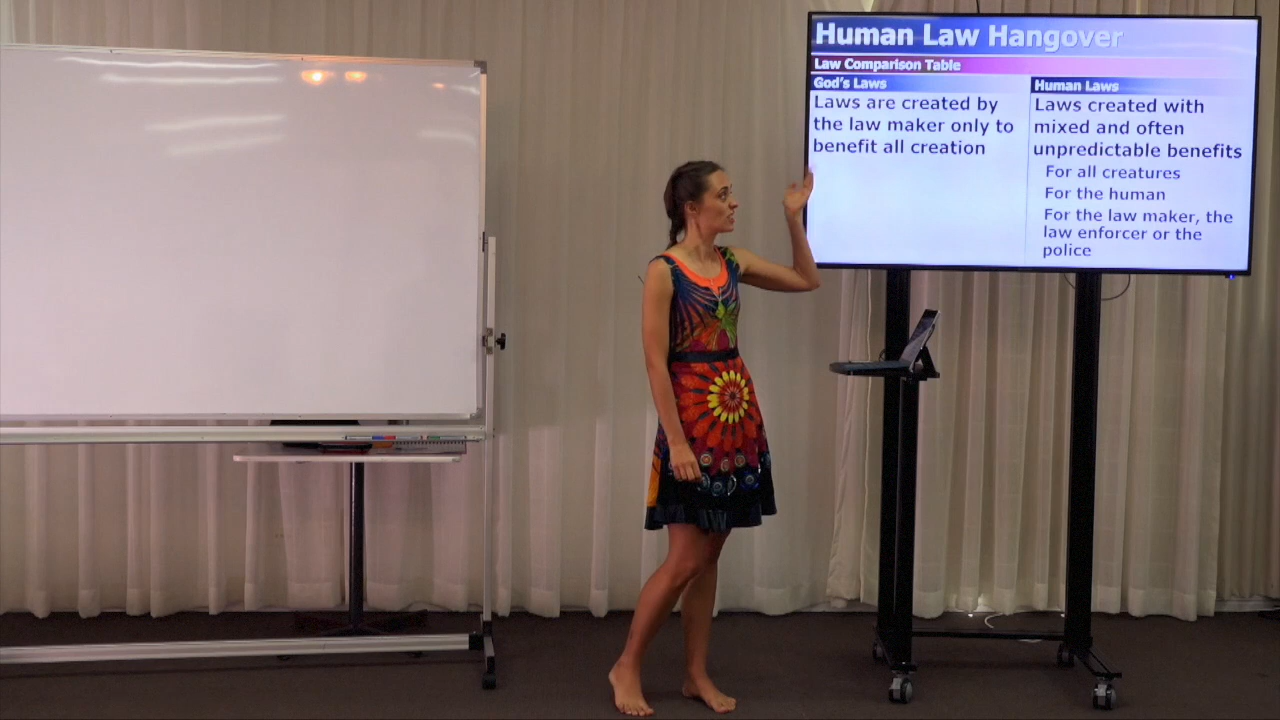 Human Law Hangover
Law Comparison Table
God's Laws
Laws are created by
the law maker only to
benefit all creation
Human Laws
Laws created with
mixed and often
unpredictable benefits
For all creatures
For the human
For the law maker, the
law enforcer or the
police